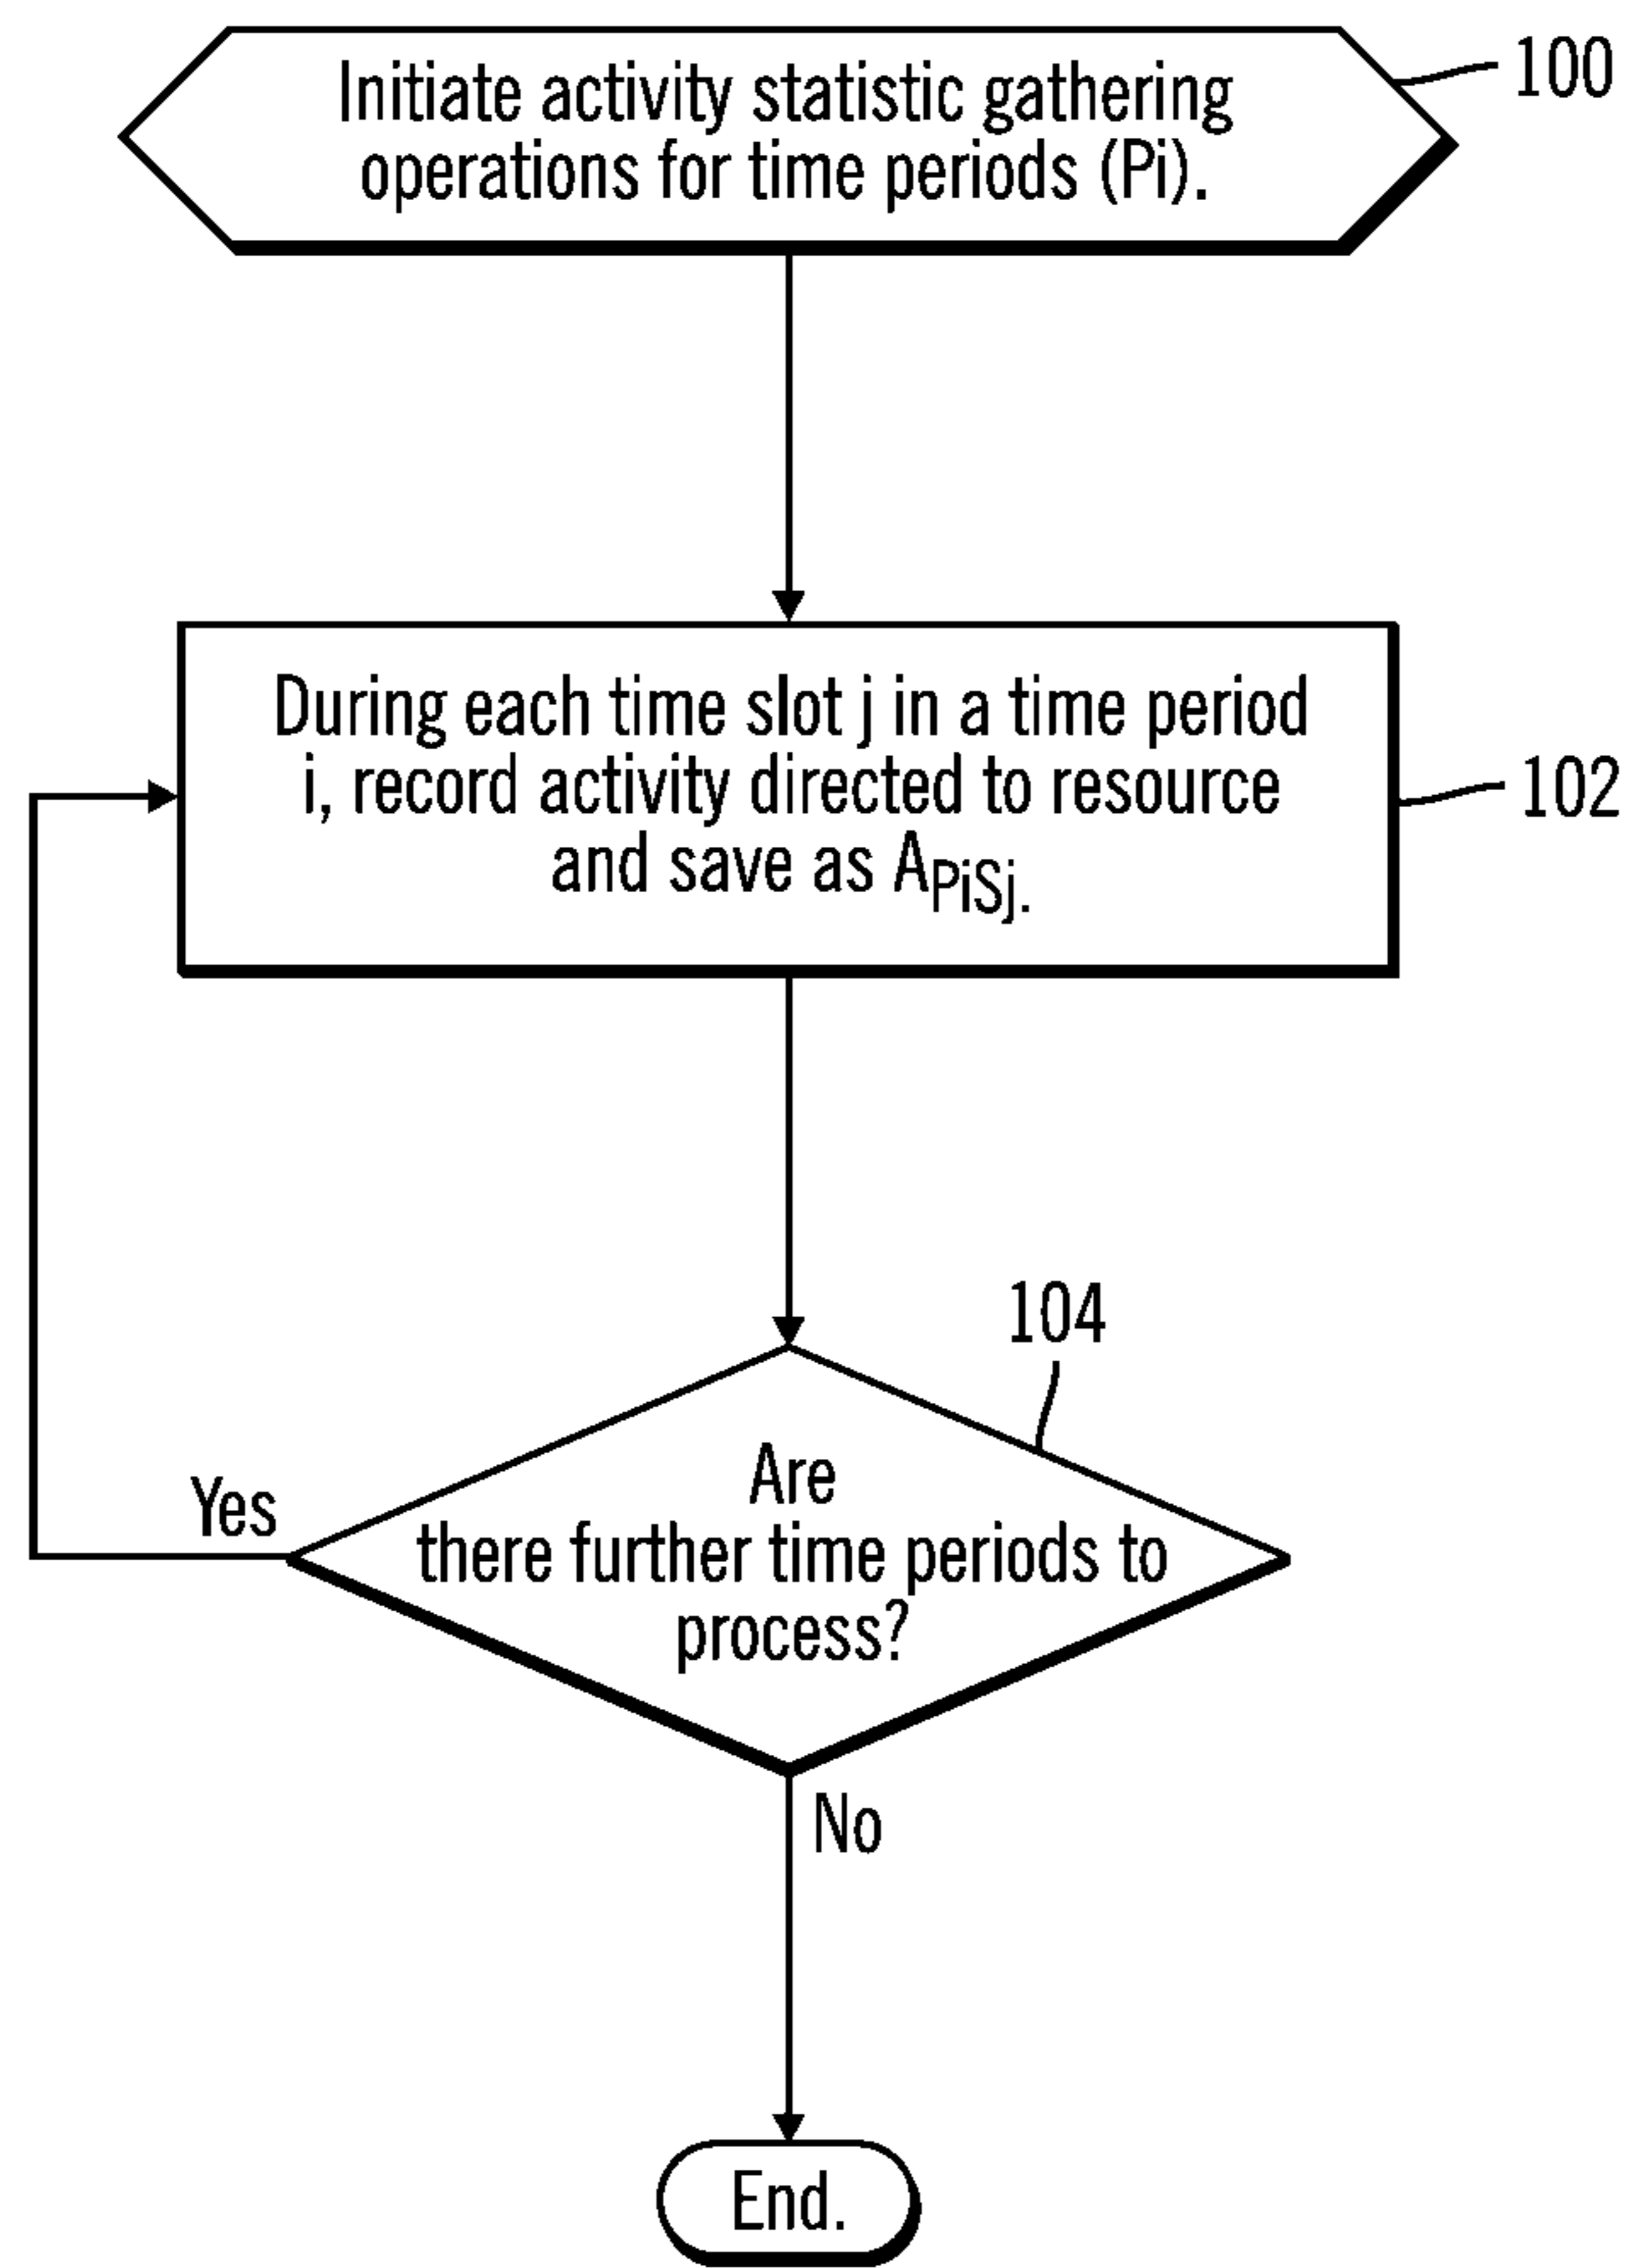 Initiate activity statistic gathering
operations for time periods (Pi).
100
During each time slot j in a time period
i, record activity directed to resource
and save as APiSj.
102
104
Are
there further time periods to
process?
Yes
No
End.